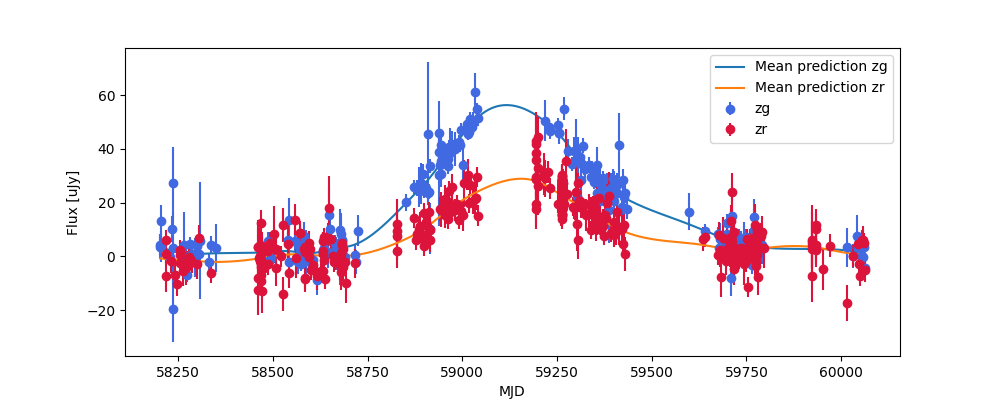 Mean prediction zg
Mean prediction zr
zg
zr
Flux [uJy]
60
40
20
0
−20
58250
58500
58750
59000
59250
59500
59750
60000
MJD